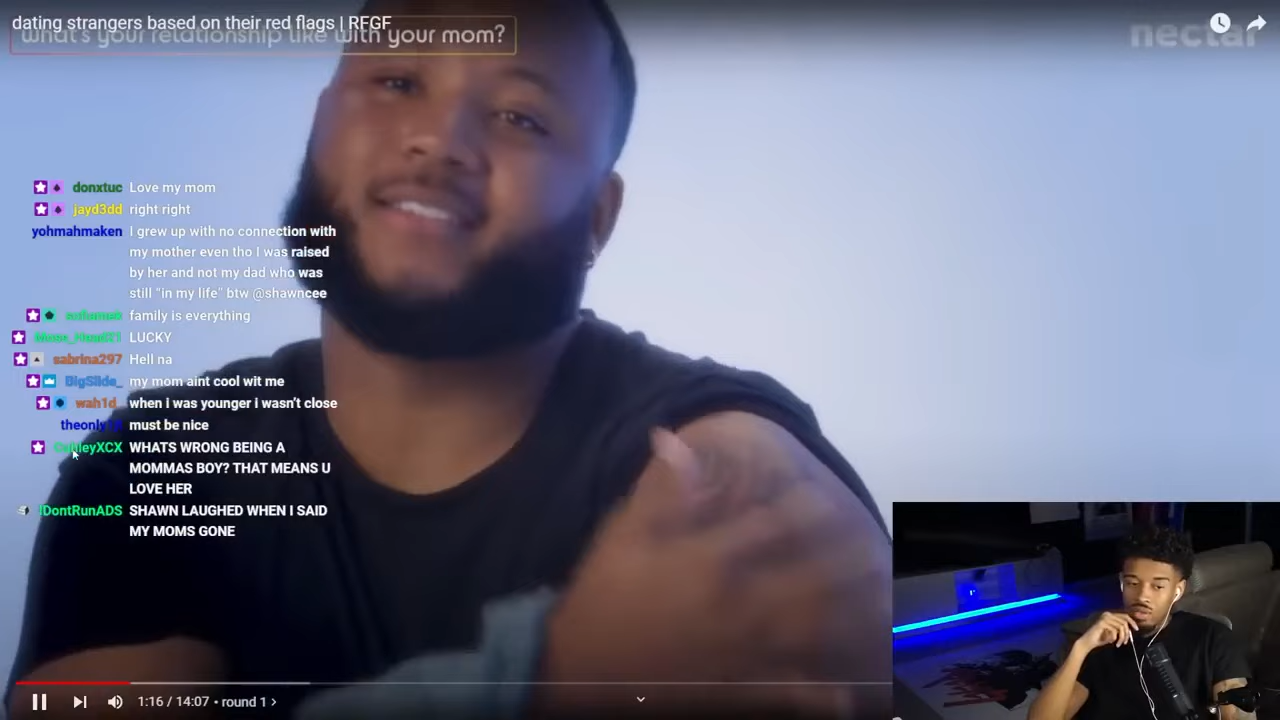 dating strangers based on their red flags | RFGF
what's your relationship like with your mom?
nectar
donxtuc Love my mom
jayd3dd right right
yohmahmaken I grew up with no connection with
my mother even tho I was raised
by her and not my dad who was
still "in my life" btw @shawncee
family is everything
LUCKY
sabrina297 Hell na
BigSlide_ my mom aint cool wit me
wah1d_ when i was younger i wasn't close
must be nice
WHATS WRONG BEING A
MOMMAS BOY? THAT MEANS U
LOVE HER
!DontRunADS SHAWN LAUGHED WHEN I SAID
MY MOMS GONE
1:16 / 14:07 • round 1 >